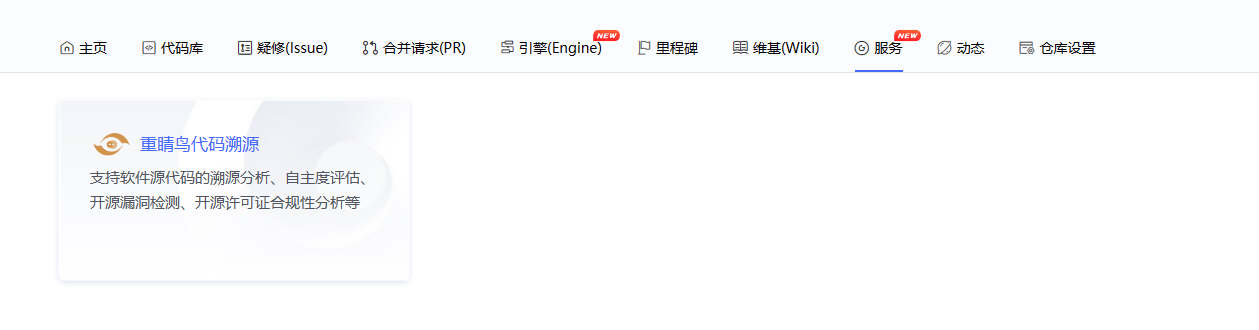 NEW NEW
主页 代码库 疑修(Issue) 合并请求(PR) 引擎(Engine) 里程碑 维基(Wiki) 服务 动态 仓库设置
重睛鸟代码溯源
支持软件源代码的溯源分析、自主度评估、
开源漏洞检测、开源许可证合规性分析等